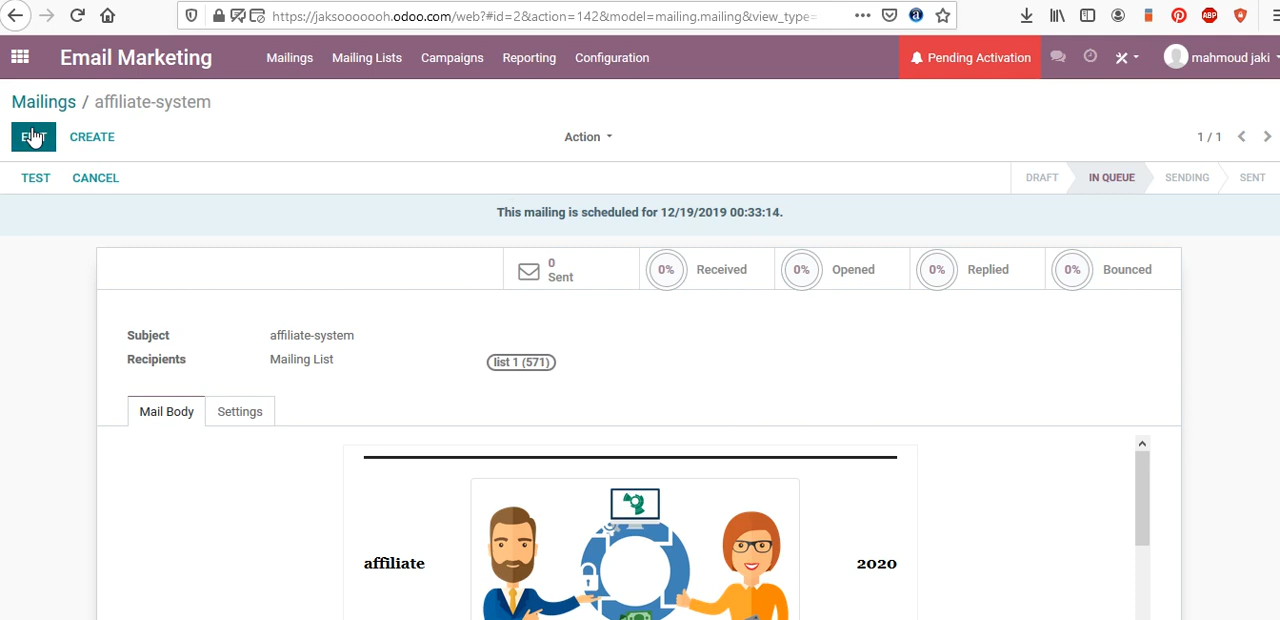 https://jaksooooooh.odoo.com/web?#id=2&action=142&model=mailing.mailing&view_type=
ABP
Email Marketing
Mailings
Mailing Lists
Campaigns
Reporting
Configuration
Pending Activation
mahmoud jaki
Mailings / affiliate-system
CREATE
Action
1 / 1
TEST
CANCEL
DRAFT
IN QUEUE
SENDING
SENT
This mailing is scheduled for 12/19/2019 00:33:14.
0
Sent
0%
Received
0%
Opened
0%
Replied
0%
Bounced
Subject
affiliate-system
Recipients
Mailing List
list 1 (571)
Mail Body
Settings
affiliate
2020